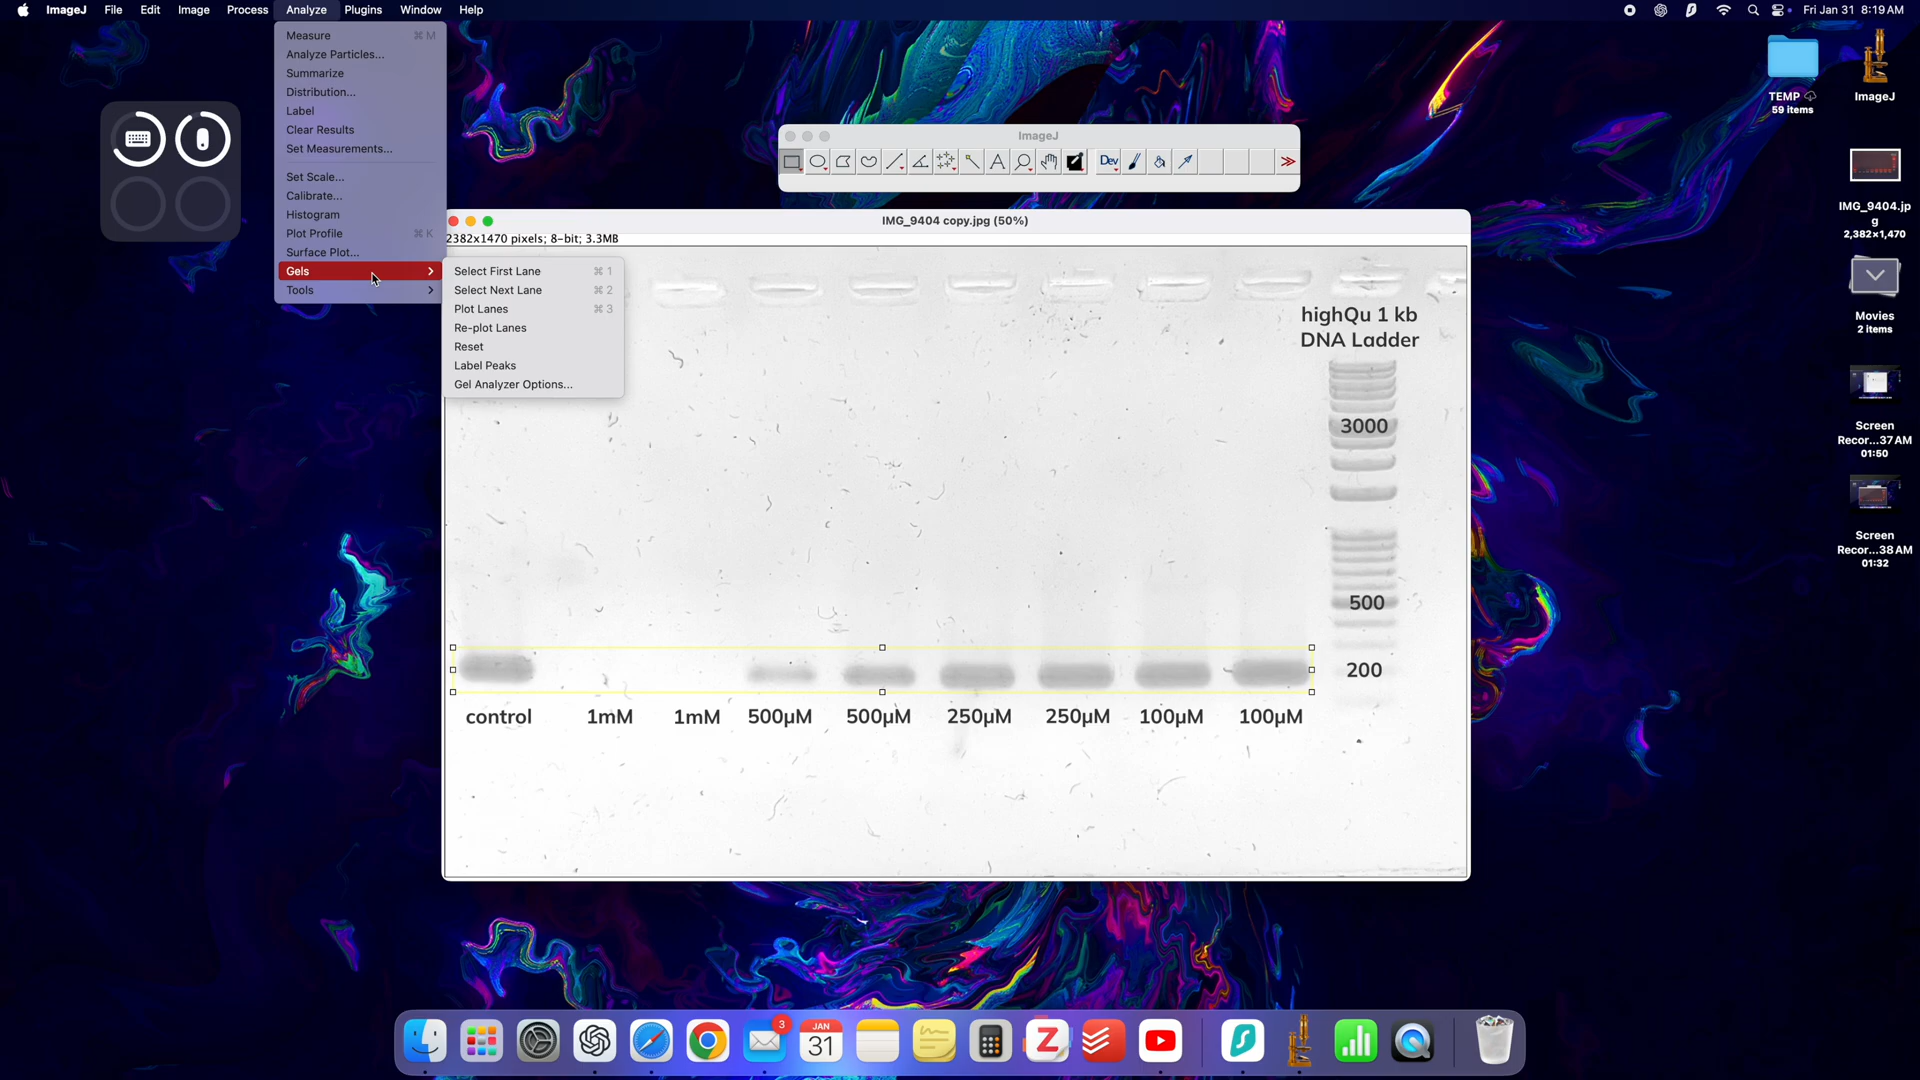 ImageJ File Edit Image Process Analyze Plugins Window Help Fri Jan 31 8:19 AM
Measure ⌘ M
Analyze Particles...
Summarize
Distribution...
Label
Clear Results
Set Measurements...
Set Scale...
Calibrate...
Histogram
Plot Profile ⌘ K
Surface Plot...
Gels
Tools
Select First Lane ⌘ 1
Select Next Lane ⌘ 2
Plot Lanes ⌘ 3
Re-plot Lanes
Reset
Label Peaks
Gel Analyzer Options...
ImageJ
Dev
IMG_9404 copy.jpg (50%)
2382x1470 pixels; 8-bit; 3.3MB
highQu 1 kb
DNA Ladder
3000
500
200
control 1mM 1mM 500µM 500µM 250µM 250µM 100µM 100µM
TEMP
59 items
ImageJ
IMG_9404.jp
g
2,382×1,470
Movies
2 items
Screen
Recor...37AM
01:50
Screen
Recor...38AM
01:32
3
JAN
31
Z